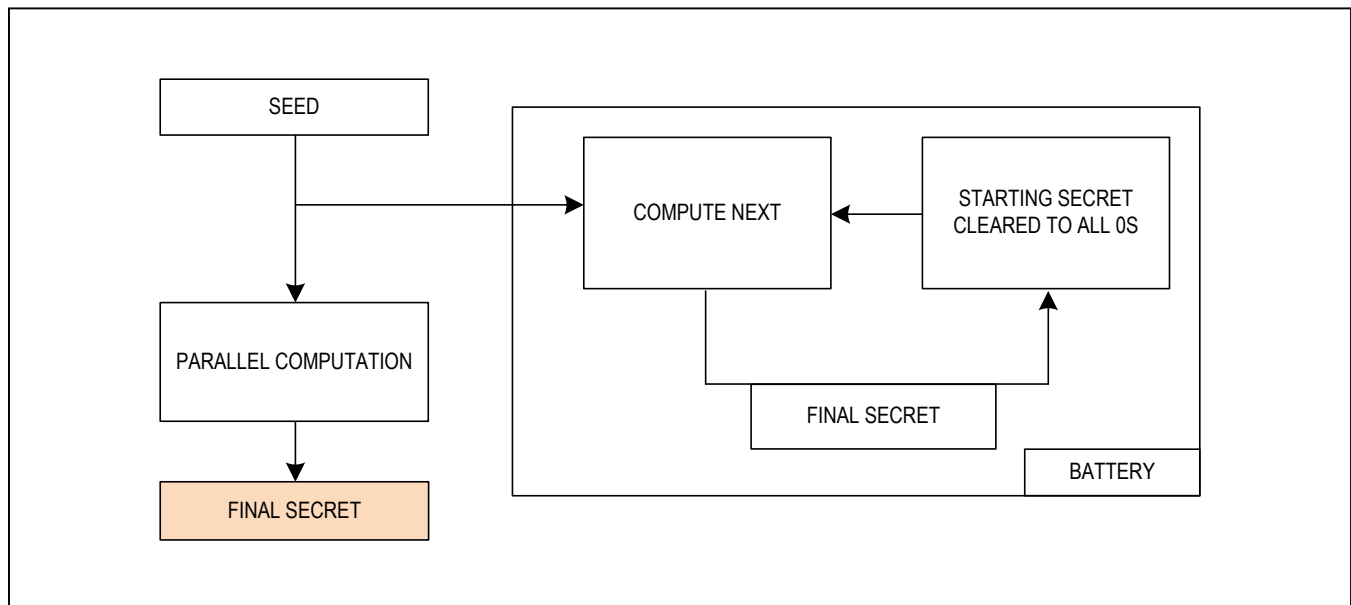 SEED
COMPUTE NEXT
STARTING SECRET
CLEARED TO ALL 0S
PARALLEL COMPUTATION
FINAL SECRET
BATTERY
FINAL SECRET